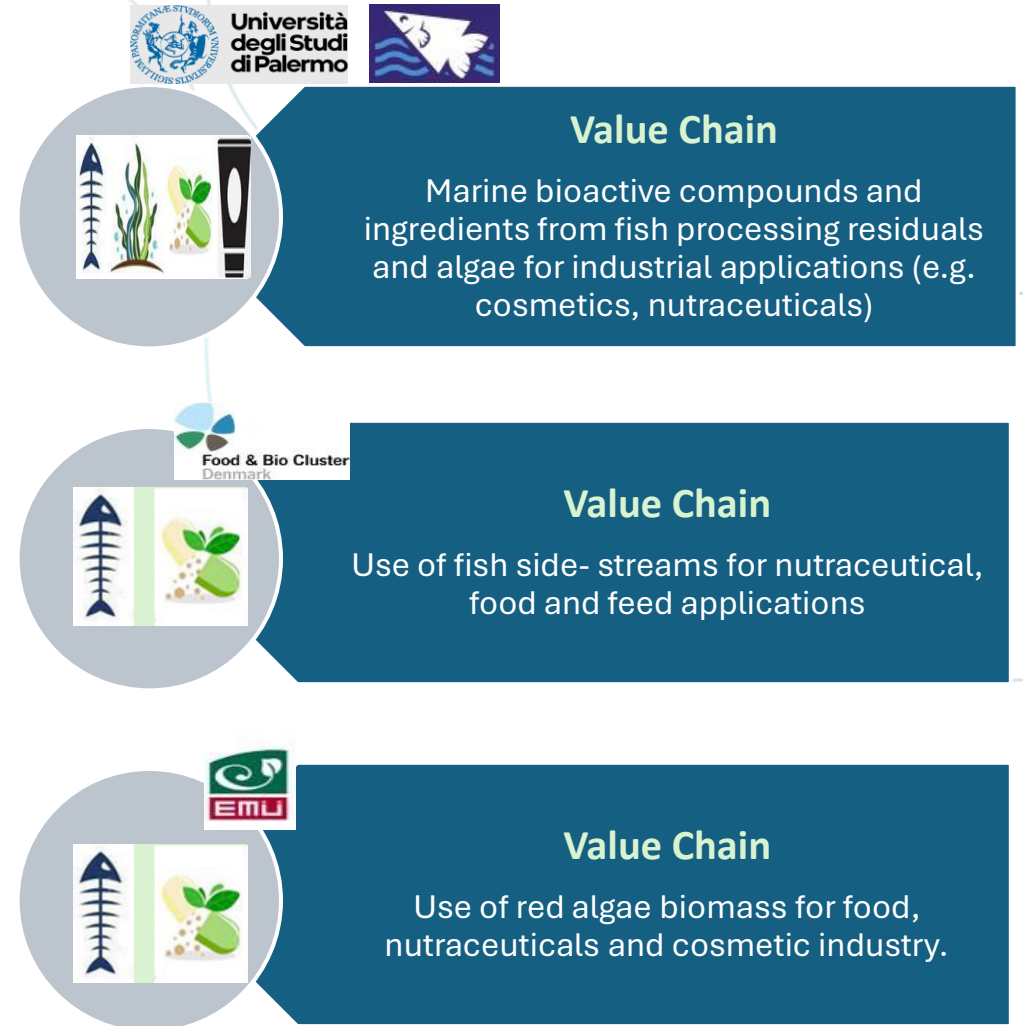 Università
degli Studi
di Palermo
Value Chain
Marine bioactive compounds and
ingredients from fish processing residuals
and algae for industrial applications (e.g.
cosmetics, nutraceuticals)
Food & Bio Cluster
Denmark
Value Chain
Use of fish side- streams for nutraceutical,
food and feed applications
EMÜ
Value Chain
Use of red algae biomass for food,
nutraceuticals and cosmetic industry.